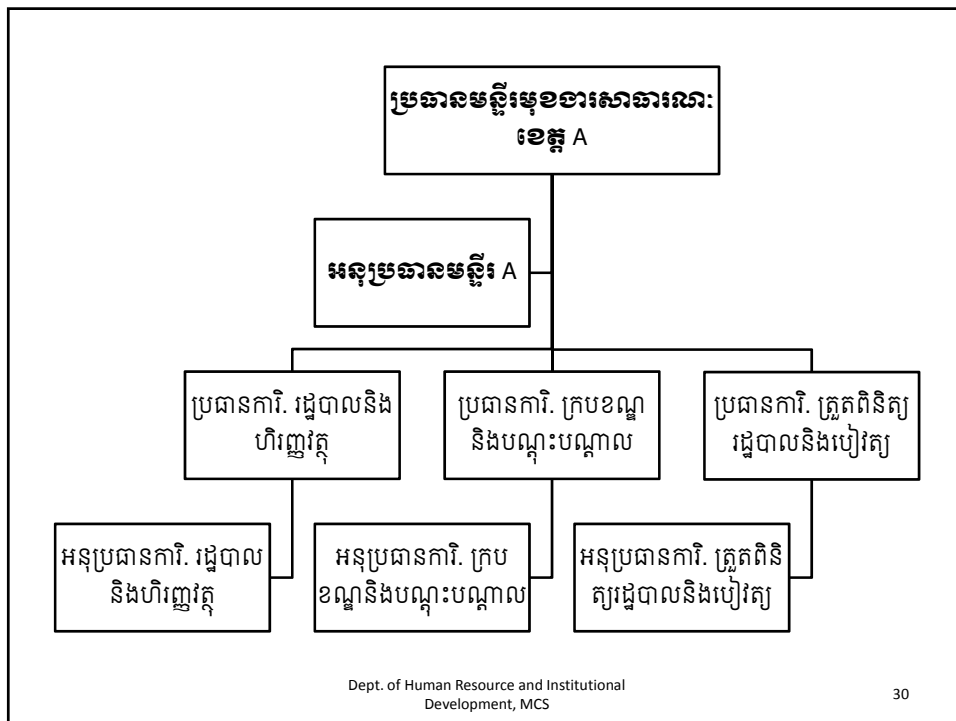 ប្រធានមន្ទីរមុខងារសាធារណៈ
ខេត្ត A
អនុប្រធានមន្ទីរ A
ប្រធានការិ. រដ្ឋបាលនិង
ហិរញ្ញវត្ថុ
ប្រធានការិ. ក្របខណ្ឌ
និងបណ្តុះបណ្តាល
ប្រធានការិ. ត្រួតពិនិត្យ
រដ្ឋបាលនិងបៀវត្ស
អនុប្រធានការិ. រដ្ឋបាល
និងហិរញ្ញវត្ថុ
អនុប្រធានការិ. ក្រប
ខណ្ឌនិងបណ្តុះបណ្តាល
អនុប្រធានការិ. ត្រួតពិនិ
ត្យរដ្ឋបាលនិងបៀវត្ស
Dept. of Human Resource and Institutional
Development, MCS
30